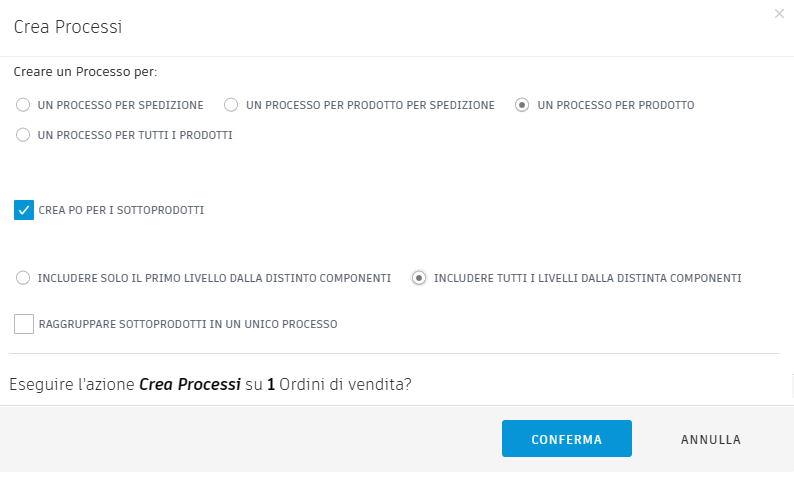 Crea Processi
Creare un Processo per:
UN PROCESSO PER SPEDIZIONE UN PROCESSO PER PRODOTTO PER SPEDIZIONE UN PROCESSO PER PRODOTTO
UN PROCESSO PER TUTTI I PRODOTTI
CREA PO PER I SOTTOPRODOTTI
INCLUDERE SOLO IL PRIMO LIVELLO DALLA DISTINTO COMPONENTI INCLUDERE TUTTI I LIVELLI DALLA DISTINTA COMPONENTI
RAGGRUPPARE SOTTOPRODOTTI IN UN UNICO PROCESSO
Eseguire l'azione Crea Processi su 1 Ordini di vendita?
CONFERMA ANNULLA